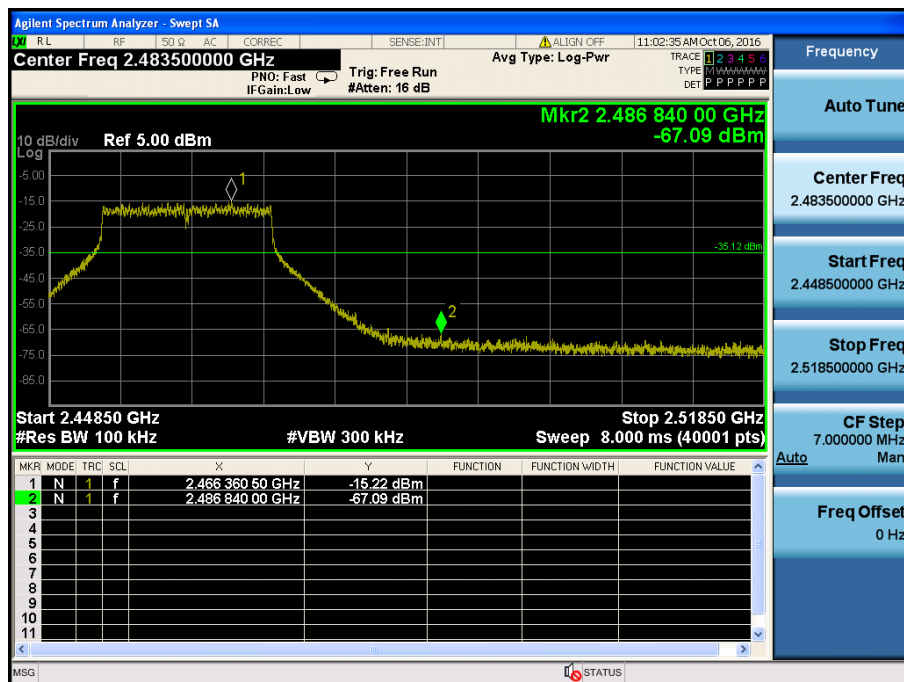 Agilent Spectrum Analyzer - Swept SA
LXI RL RF 50 Ω AC CORREC SENSE:INT ALIGN OFF 11:02:35 AM Oct 06, 2016
Center Freq 2.483500000 GHz
PNO: Fast
IFGain:Low
Trig: Free Run
#Atten: 16 dB
Avg Type: Log-Pwr
TRACE 1 2 3 4 5 6
TYPE M
DET P P P P P P
Mkr2 2.486 840 00 GHz
-67.09 dBm
10 dB/div Ref 5.00 dBm
Log
-5.00
-15.0
-25.0
-35.0
-45.0
-55.0
-65.0
-75.0
-85.0
1
-35.12 dBm
2
Start 2.44850 GHz Stop 2.51850 GHz
#Res BW 100 kHz #VBW 300 kHz Sweep 8.000 ms (40001 pts)
MKR MODE TRC SCL X Y FUNCTION FUNCTION WIDTH FUNCTION VALUE
1 N 1 f 2.466 360 50 GHz -15.22 dBm
2 N 1 f 2.486 840 00 GHz -67.09 dBm
3
4
5
6
7
8
9
10
11
MSG STATUS
Frequency
Auto Tune
Center Freq
2.483500000 GHz
Start Freq
2.448500000 GHz
Stop Freq
2.518500000 GHz
CF Step
7.000000 MHz
Auto Man
Freq Offset
0 Hz